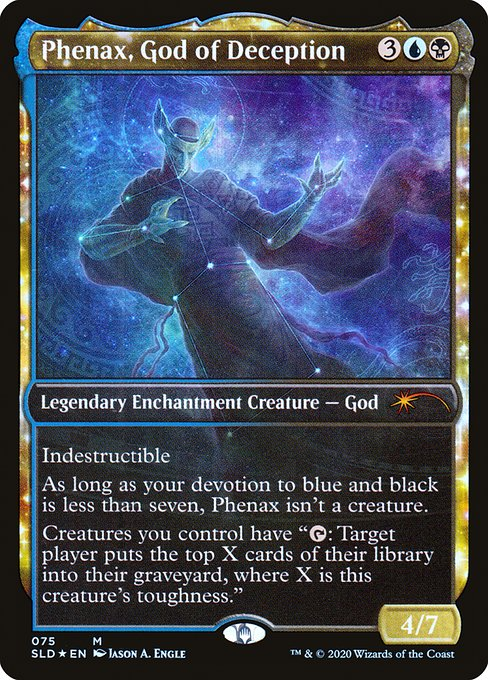 Phenax, God of Deception 3
Legendary Enchantment Creature — God
Indestructible
As long as your devotion to blue and black
is less than seven, Phenax isn't a creature.
Creatures you control have “: Target
player puts the top X cards of their library
into their graveyard, where X is this
creature's toughness.”
4/7
075 M
SLD ★ EN Jason A. Engle
™ & © 2020 Wizards of the Coast